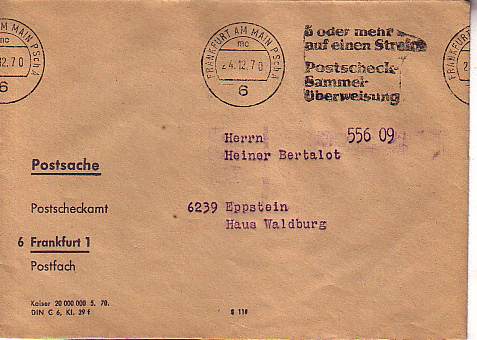 FRANKFURT AM MAIN PSchA
mc
24.12.70
6
5 oder mehr
auf einen Streich
Postscheck-
Sammel-
überweisung
Herrn 556 09
Heiner Bertalot
6239 Eppstein
Haus Waldburg
Postsache
Postscheckamt
6 Frankfurt 1
Postfach
Kaiser 20 000 000 5. 70.
DIN C 6, Kl. 29 f
S 110